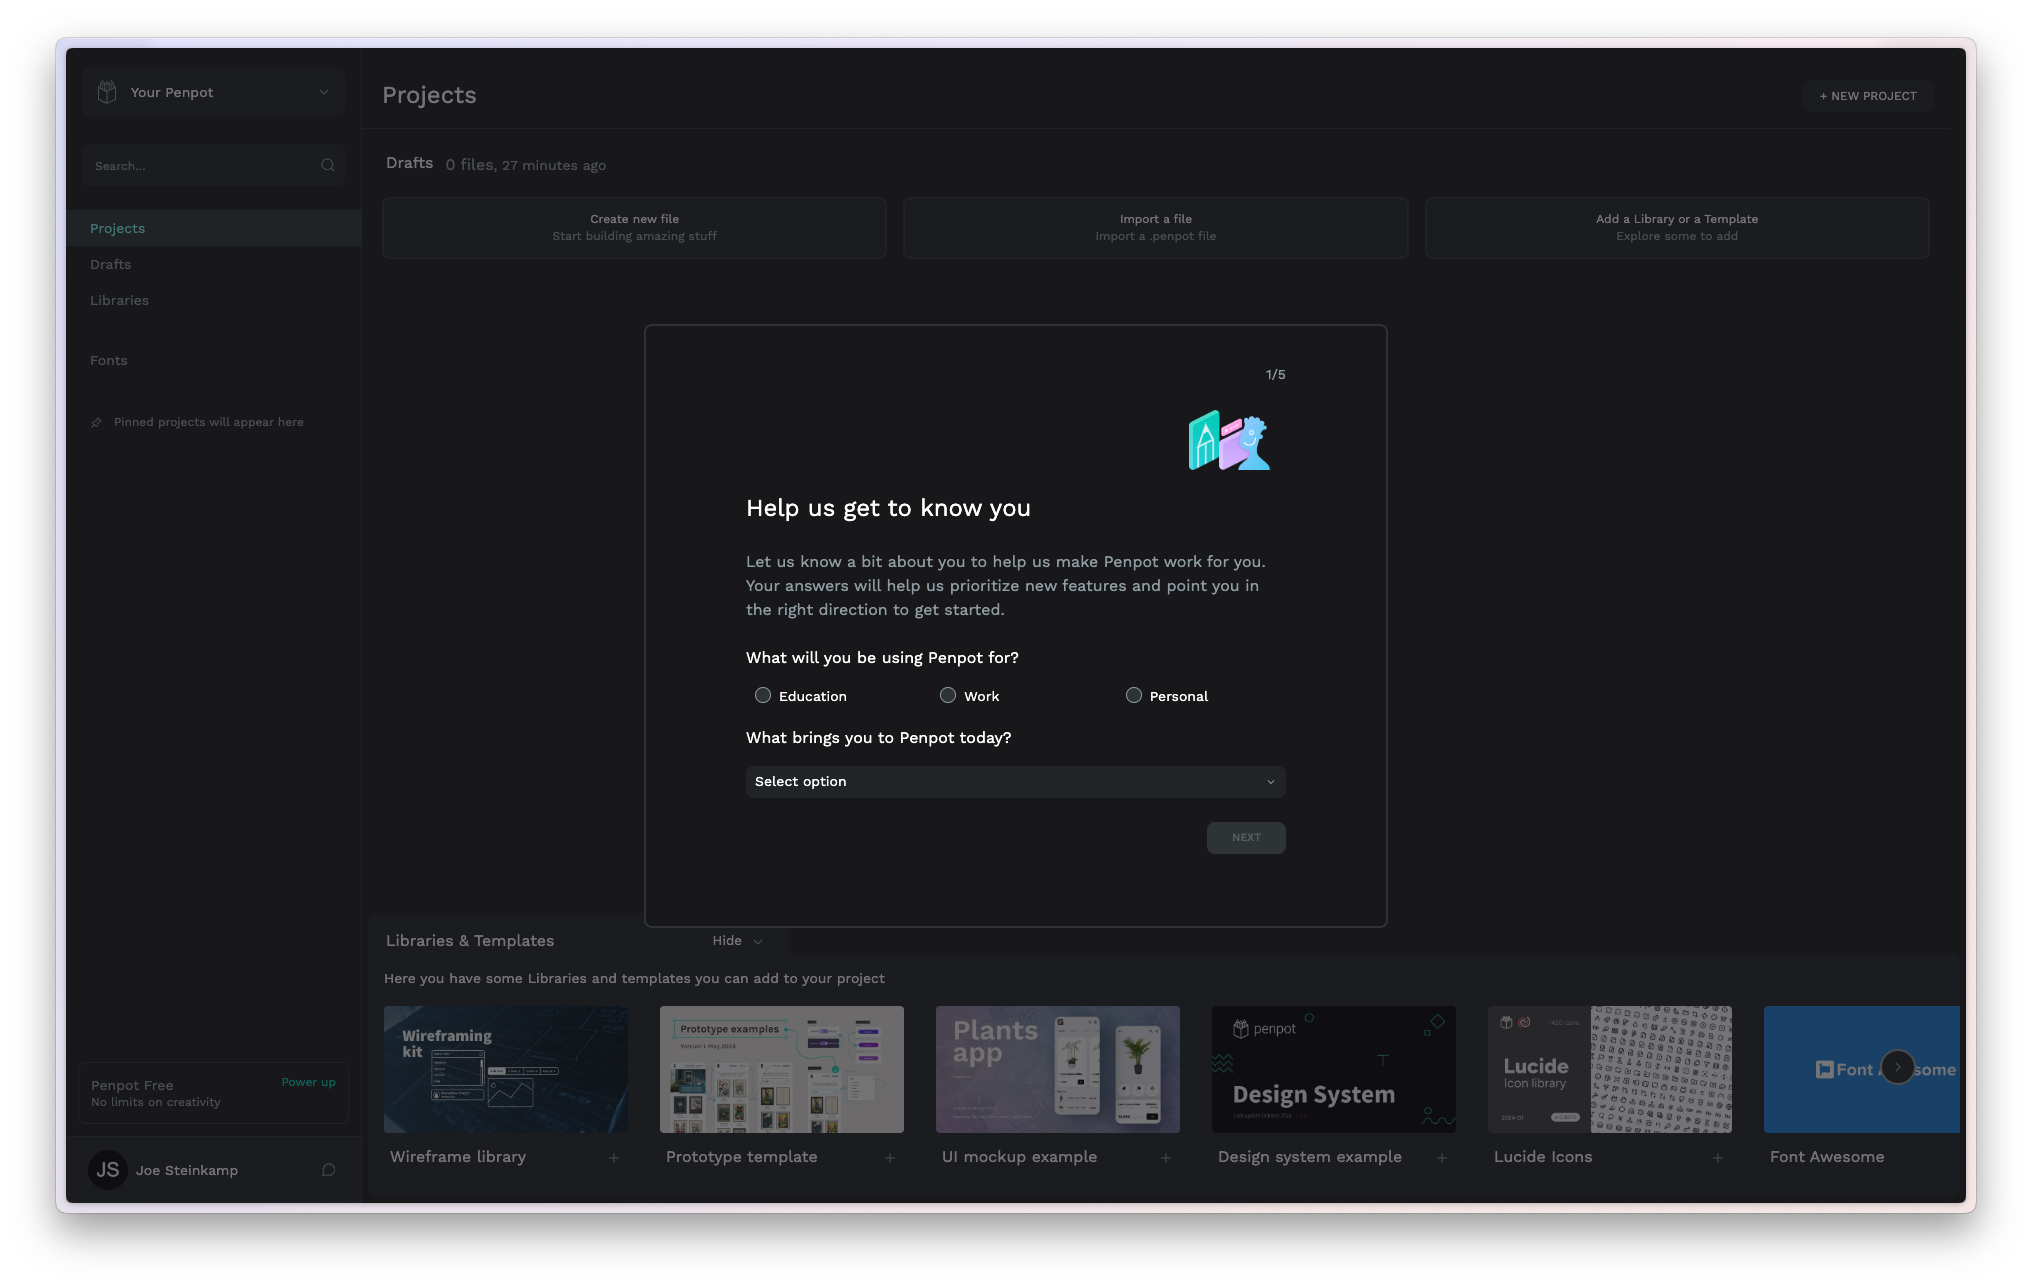 Your Penpot
Search...
Projects
Drafts
Libraries
Fonts
Pinned projects will appear here
Penpot Free
Power up
No limits on creativity
JS
Joe Steinkamp
Projects
+ NEW PROJECT
Drafts 0 files, 27 minutes ago
Create new file
Start building amazing stuff
Import a file
Import a .penpot file
Add a Library or a Template
Explore some to add
1/5
Help us get to know you
Let us know a bit about you to help us make Penpot work for you.
Your answers will help us prioritize new features and point you in
the right direction to get started.
What will you be using Penpot for?
Education
Work
Personal
What brings you to Penpot today?
Select option
NEXT
Libraries & Templates
Hide
Here you have some Libraries and templates you can add to your project
Wireframing
kit
Prototype examples
Version 1. May 2024
Plants
app
penpot
Design System
Lucide
Icon library
2024-01
Font
some
Wireframe library
Prototype template
UI mockup example
Design system example
Lucide Icons
Font Awesome